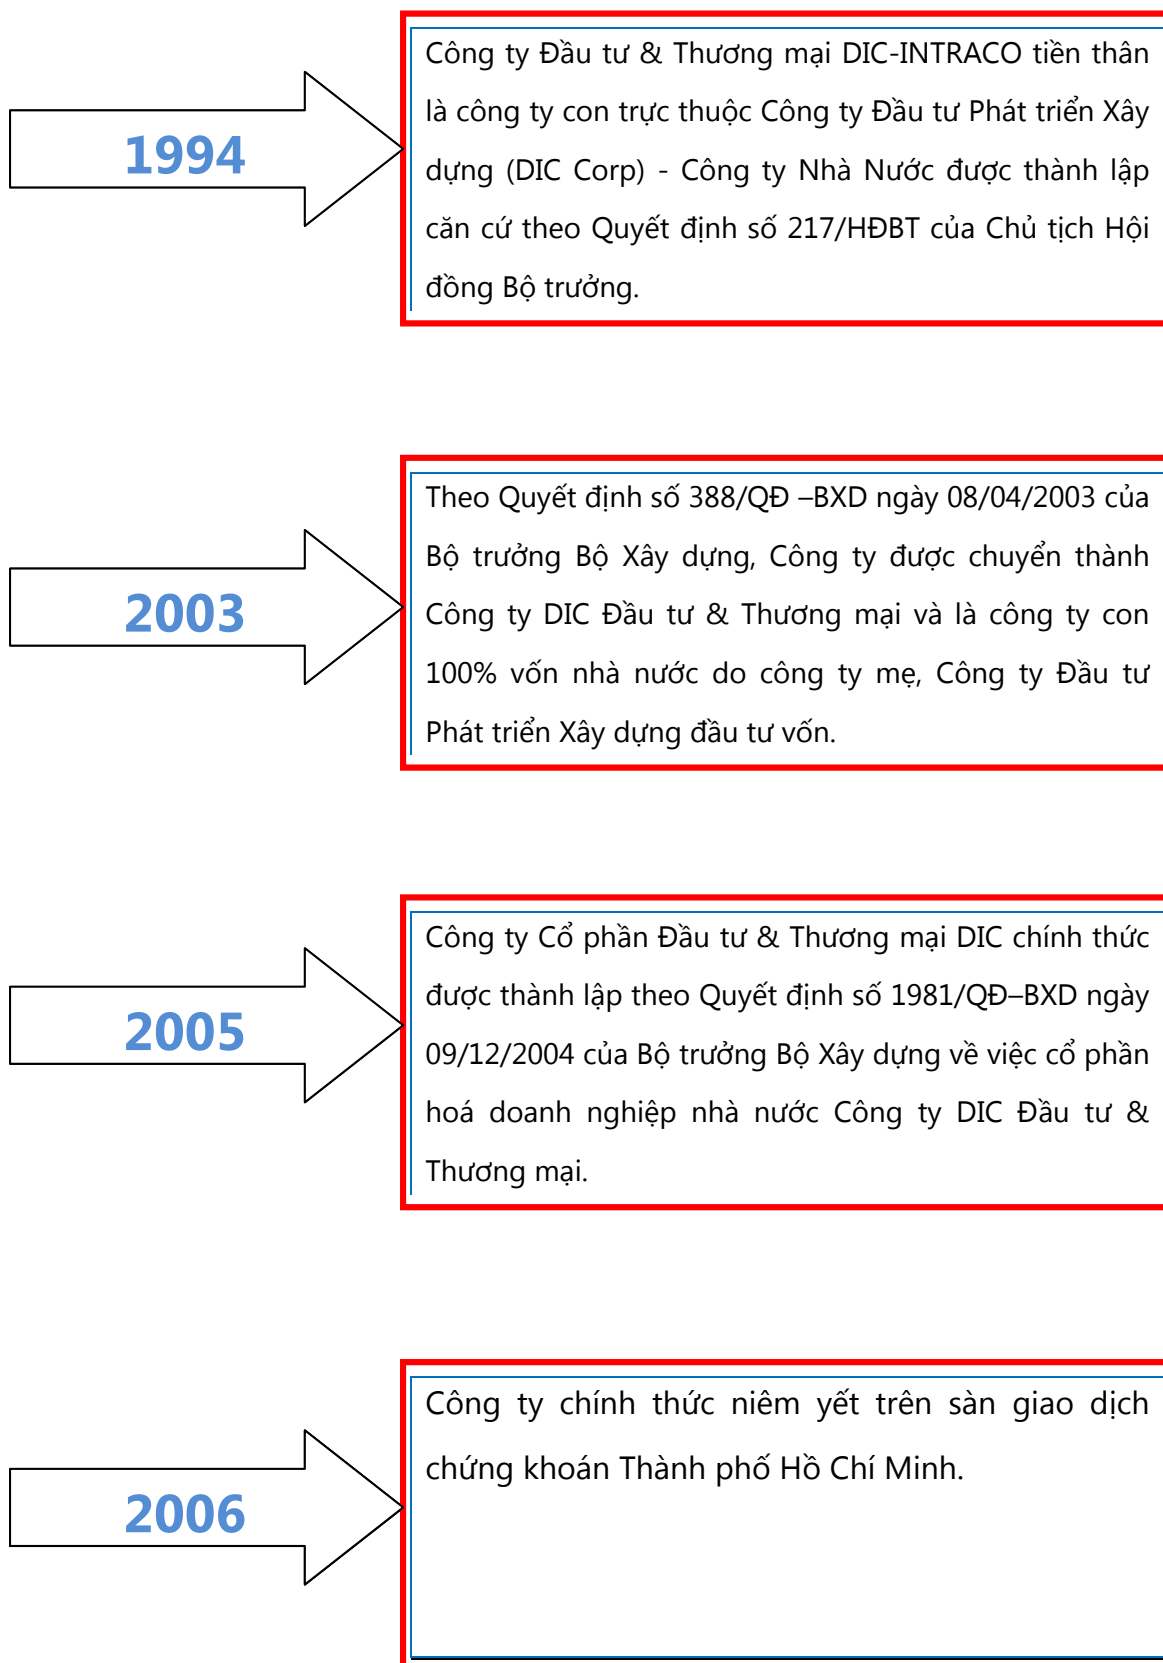 1994
Công ty Đầu tư & Thương mại DIC-INTRACO tiền thân
là công ty con trực thuộc Công ty Đầu tư Phát triển Xây
dựng (DIC Corp) - Công ty Nhà Nước được thành lập
căn cứ theo Quyết định số 217/HĐBT của Chủ tịch Hội
đồng Bộ trưởng.
2003
Theo Quyết định số 388/QĐ –BXD ngày 08/04/2003 của
Bộ trưởng Bộ Xây dựng, Công ty được chuyển thành
Công ty DIC Đầu tư & Thương mại và là công ty con
100% vốn nhà nước do công ty mẹ, Công ty Đầu tư
Phát triển Xây dựng đầu tư vốn.
2005
Công ty Cổ phần Đầu tư & Thương mại DIC chính thức
được thành lập theo Quyết định số 1981/QĐ–BXD ngày
09/12/2004 của Bộ trưởng Bộ Xây dựng về việc cổ phần
hoá doanh nghiệp nhà nước Công ty DIC Đầu tư &
Thương mại.
2006
Công ty chính thức niêm yết trên sàn giao dịch
chứng khoán Thành phố Hồ Chí Minh.